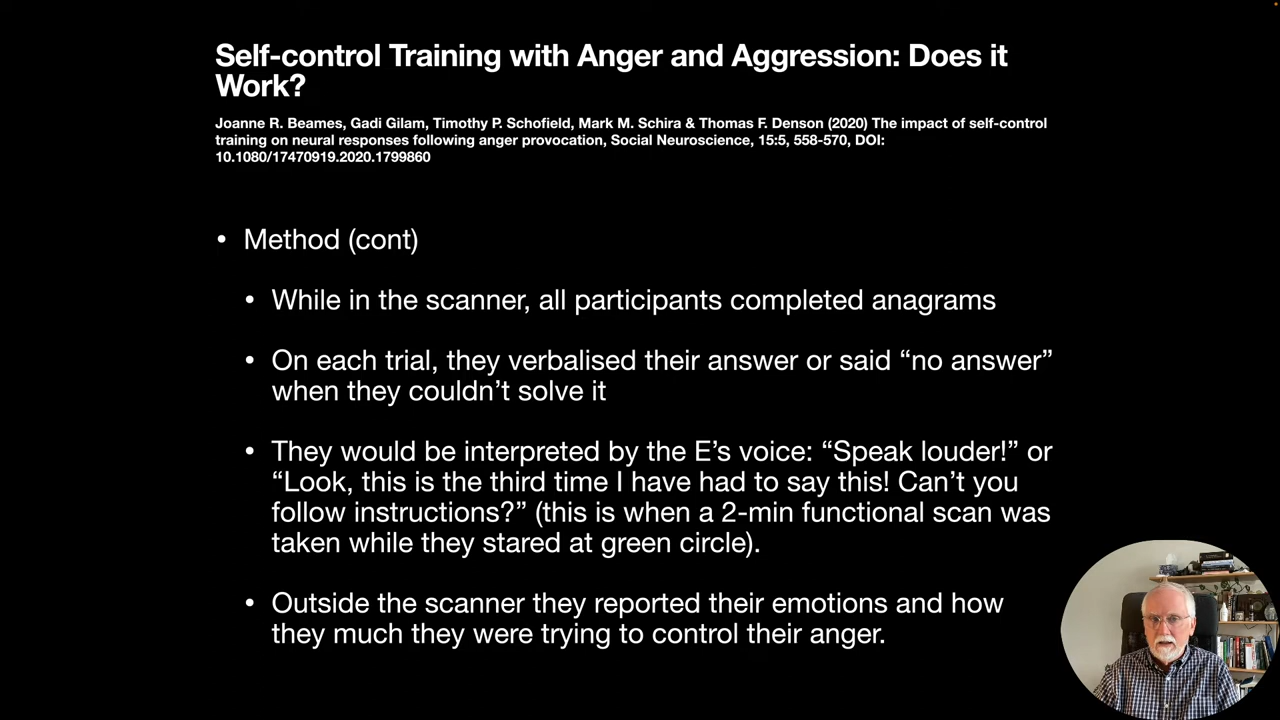 Self-control Training with Anger and Aggression: Does it
Work?
Joanne R. Beames, Gadi Gilam, Timothy P. Schofield, Mark M. Schira & Thomas F. Denson (2020) The impact of self-control
training on neural responses following anger provocation, Social Neuroscience, 15:5, 558-570, DOI:
10.1080/17470919.2020.1799860
• Method (cont)
• While in the scanner, all participants completed anagrams
• On each trial, they verbalised their answer or said “no answer”
when they couldn’t solve it
• They would be interpreted by the E’s voice: “Speak louder!” or
“Look, this is the third time I have had to say this! Can’t you
follow instructions?” (this is when a 2-min functional scan was
taken while they stared at green circle).
• Outside the scanner they reported their emotions and how
they much they were trying to control their anger.